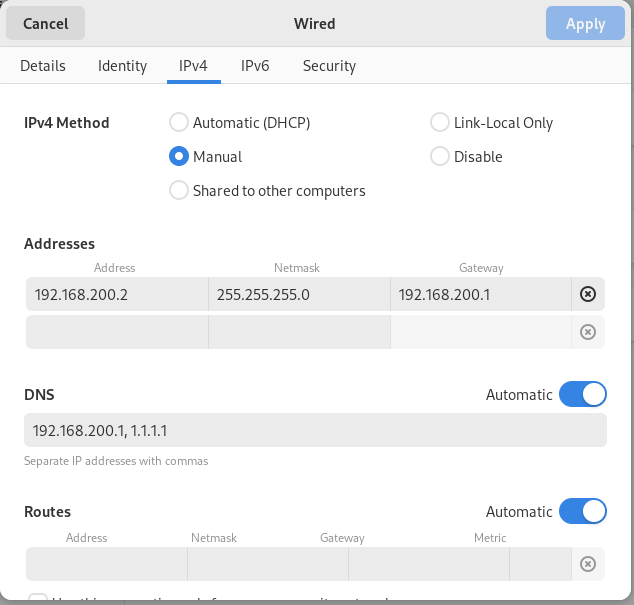 Cancel Wired Apply
Details Identity IPv4 IPv6 Security
IPv4 Method Automatic (DHCP) Link-Local Only
Manual Disable
Shared to other computers
Addresses
Address Netmask Gateway
192.168.200.2 255.255.255.0 192.168.200.1
DNS Automatic
192.168.200.1, 1.1.1.1
Separate IP addresses with commas
Routes Automatic
Address Netmask Gateway Metric